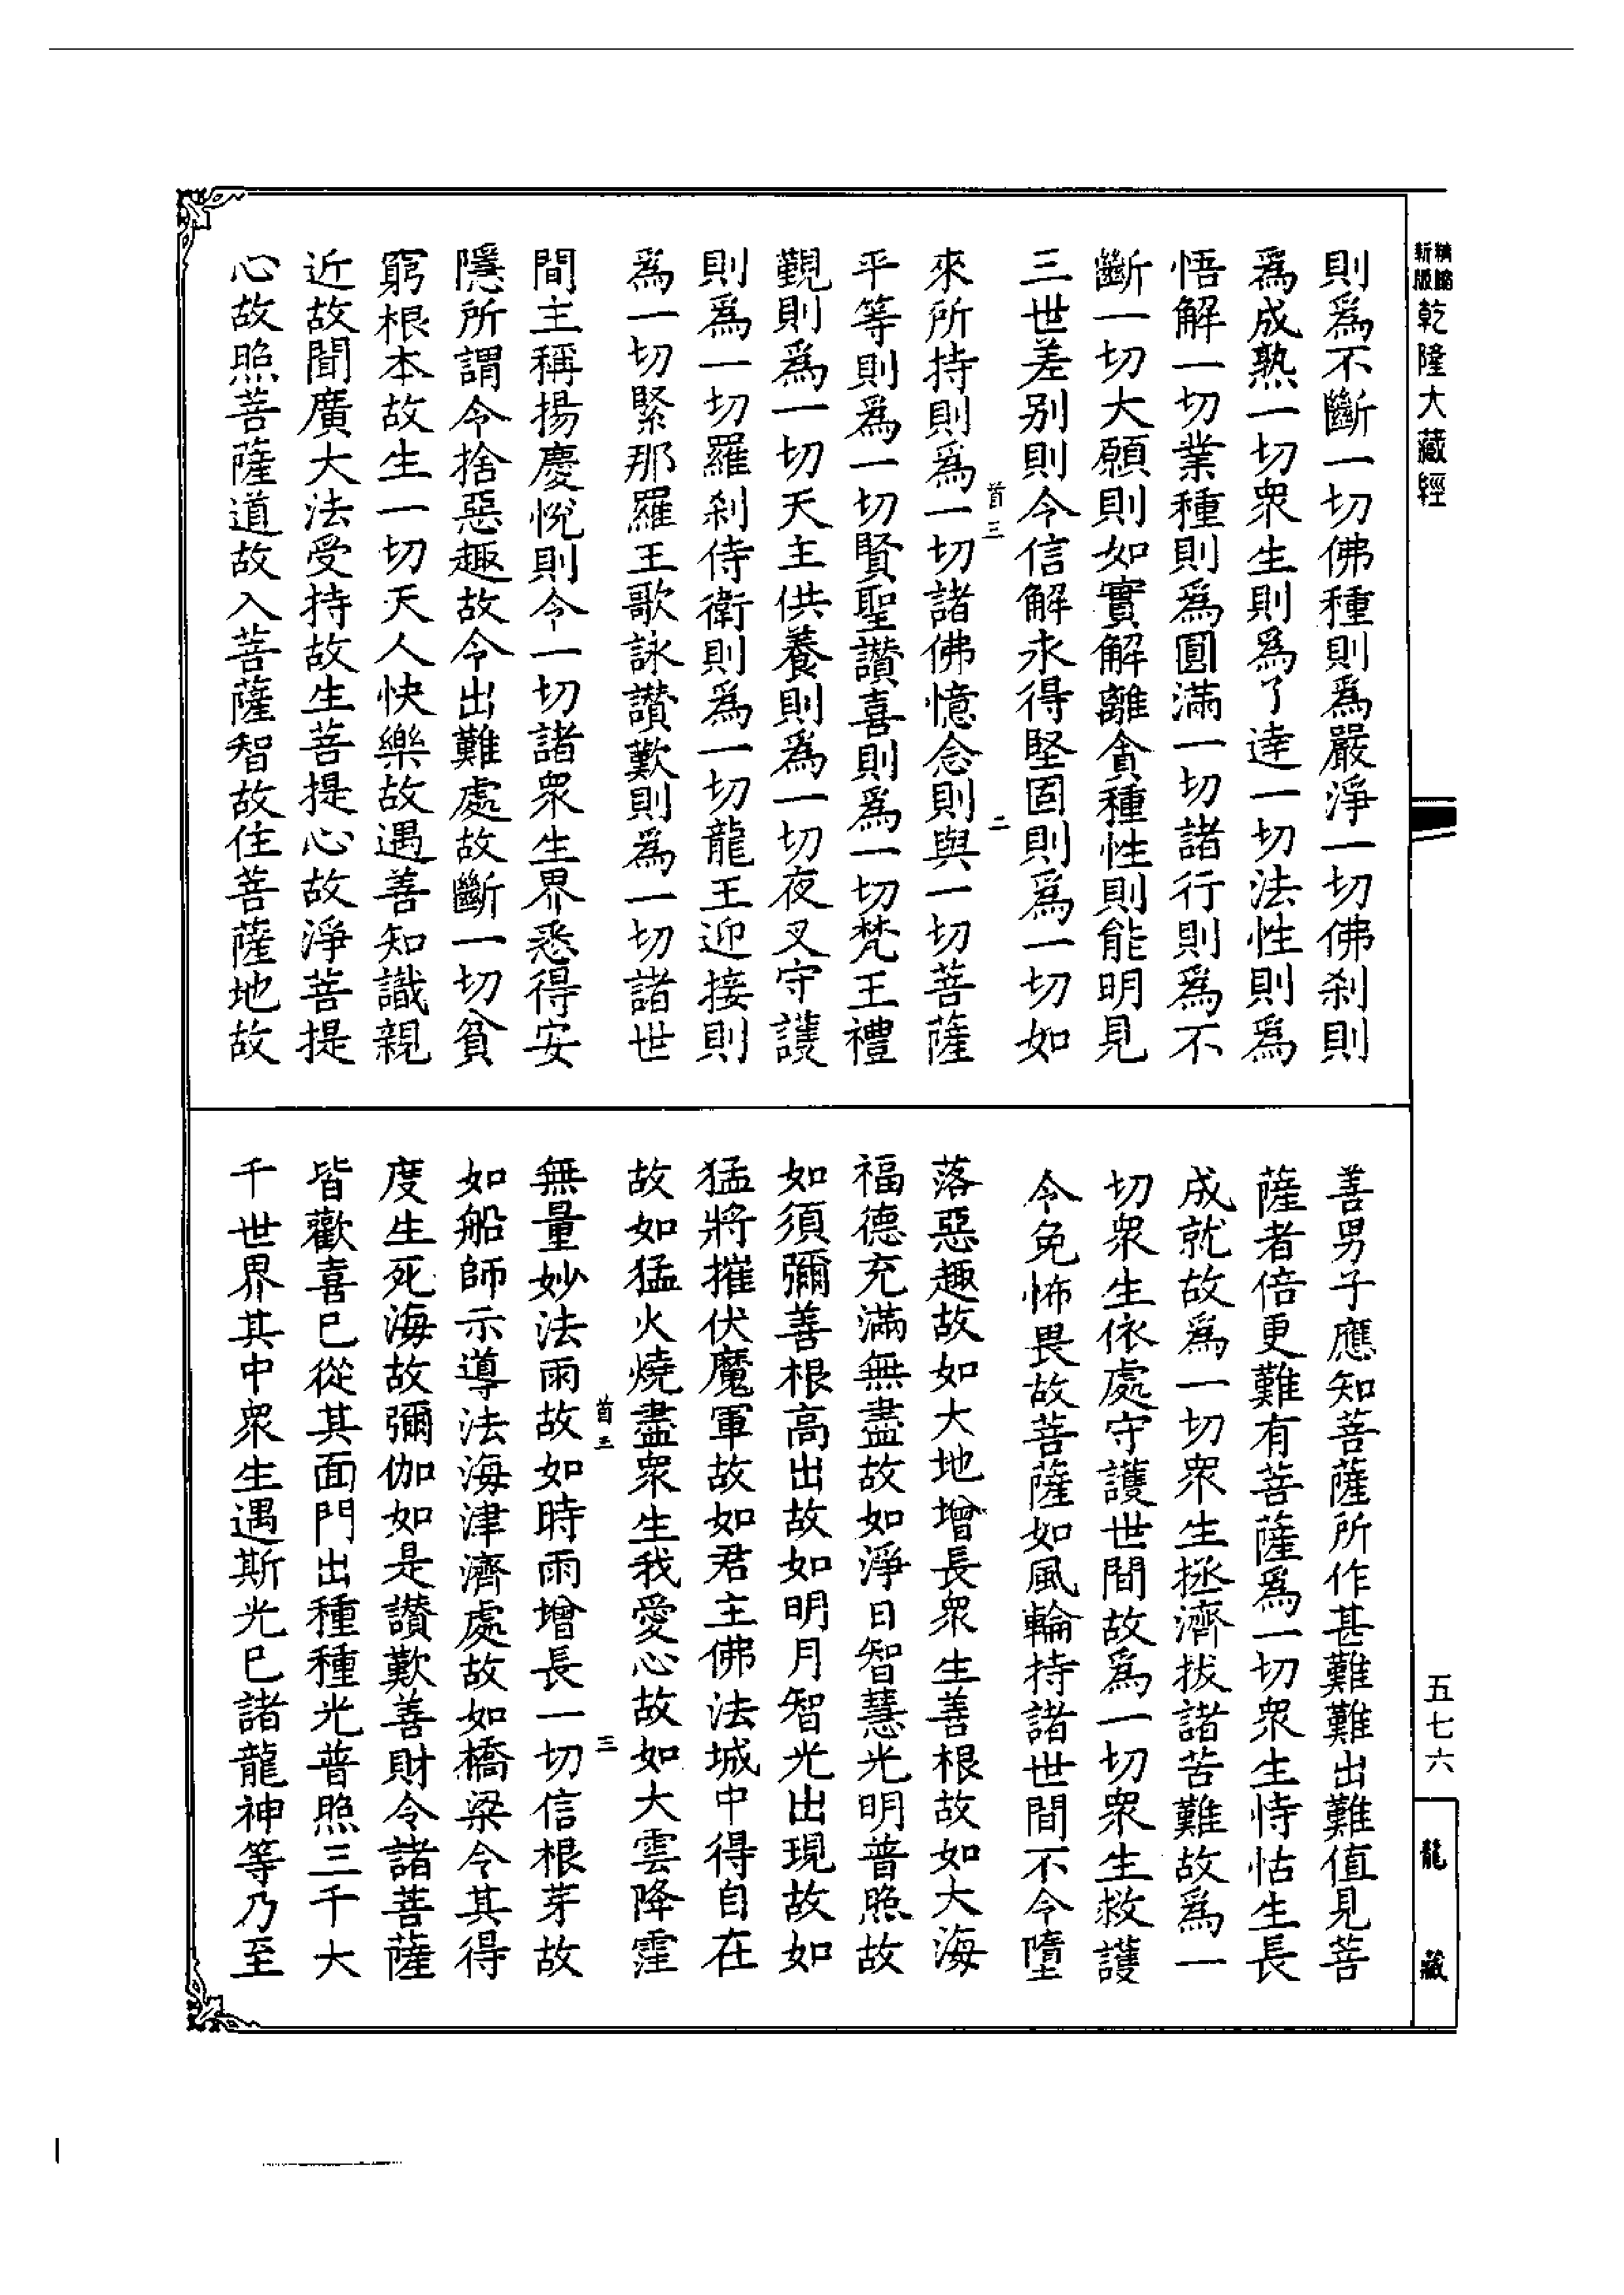 精縮新版乾隆大藏經
則爲不斷一切佛種則爲嚴淨一切佛刹則
爲成熟一切衆生則爲了達一切法性則爲
悟解一切業種則爲圓滿一切諸行則爲不
斷一切大願則如實解離貪種性則能明見
三世差别則令信解永得堅固則爲一切如
首三 二
來所持則爲一切諸佛憶念則與一切菩薩
平等則爲一切賢聖讚喜則爲一切梵王禮
覲則爲一切天主供養則爲一切夜叉守護
則爲一切羅刹侍衛則爲一切龍王迎接則
爲一切緊那羅王歌詠讚歎則爲一切諸世
間主稱揚慶悅則令一切諸衆生界悉得安
隱所謂令捨惡趣故令出難處故斷一切貧
窮根本故生一切天人快樂故遇善知識親
近故聞廣大法受持故生菩提心故淨菩提
心故照菩薩道故入菩薩智故住菩薩地故
善男子應知菩薩所作甚難難出難值見菩
薩者倍更難有菩薩爲一切衆生恃怙生長
成就故爲一切衆生拯濟拔諸苦難故爲一
切衆生依處守護世間故爲一切衆生救護
令免怖畏故菩薩如風輪持諸世間不令墮
落惡趣故如大地增長衆生善根故如大海
福德充滿無盡故如淨日智慧光明普照故
如須彌善根高出故如明月智光出現故如
猛將摧伏魔軍故如君主佛法城中得自在
故如猛火燒盡衆生我愛心故如大雲降霔
首三 三
無量妙法雨故如時雨增長一切信根芽故
如船師示導法海津濟處故如橋梁令其得
度生死海故彌伽如是讚歎善財令諸菩薩
皆歡喜已從其面門出種種光普照三千大
千世界其中衆生遇斯光已諸龍神等乃至
五七六
龍藏